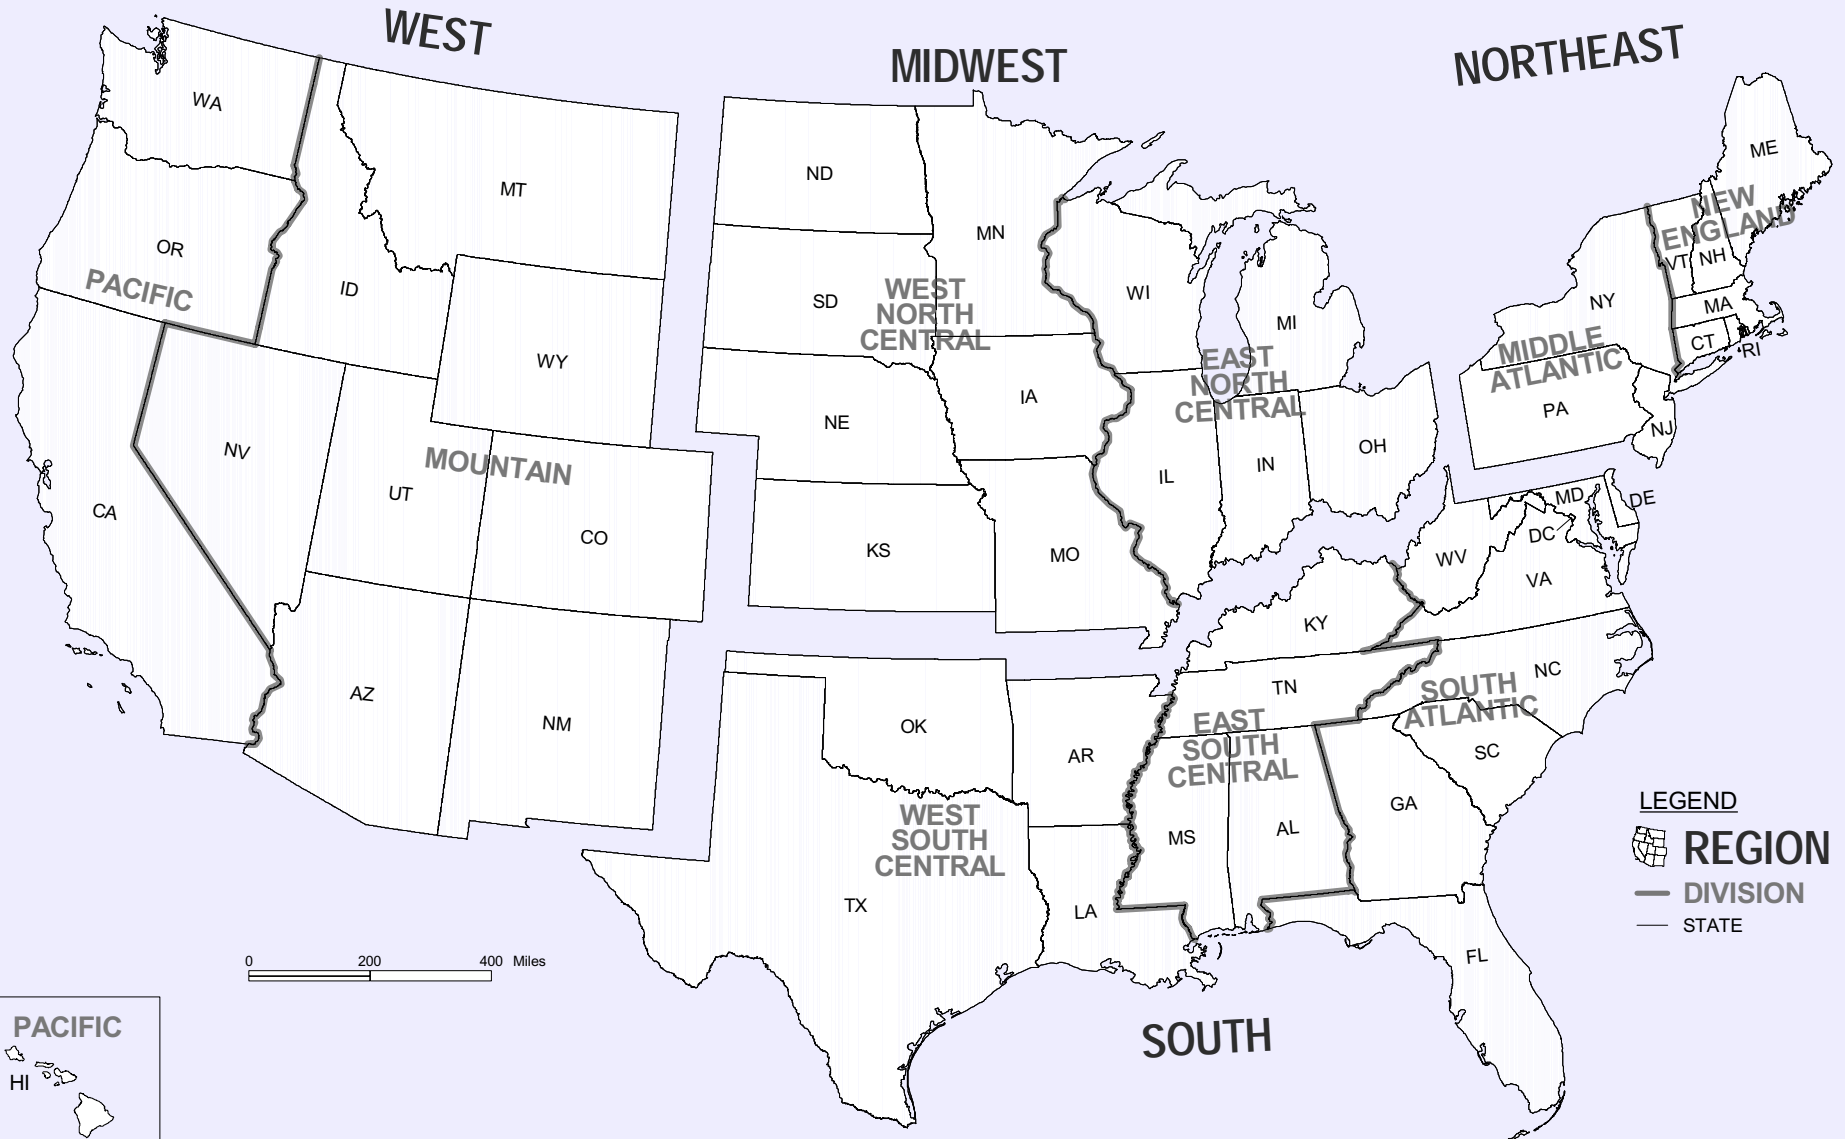 WEST
MIDWEST
NORTHEAST
WA
MT
ND
MN
ME
OR
ID
PACIFIC
SD
WEST
NORTH
CENTRAL
WI
MI
NEW
ENGLAND
VT
NH
NY
MA
CT
RI
MIDDLE
ATLANTIC
WY
NE
IA
EAST
NORTH
CENTRAL
PA
NJ
NV
MOUNTAIN
UT
CA
CO
KS
MO
IL
IN
OH
MD
DE
DC
WV
VA
KY
AZ
NM
OK
AR
TN
NC
SOUTH
ATLANTIC
EAST
SOUTH
CENTRAL
SC
GA
MS
AL
WEST
SOUTH
CENTRAL
TX
LA
FL
LEGEND
REGION
DIVISION
STATE
0 200 400 Miles
PACIFIC
HI
SOUTH